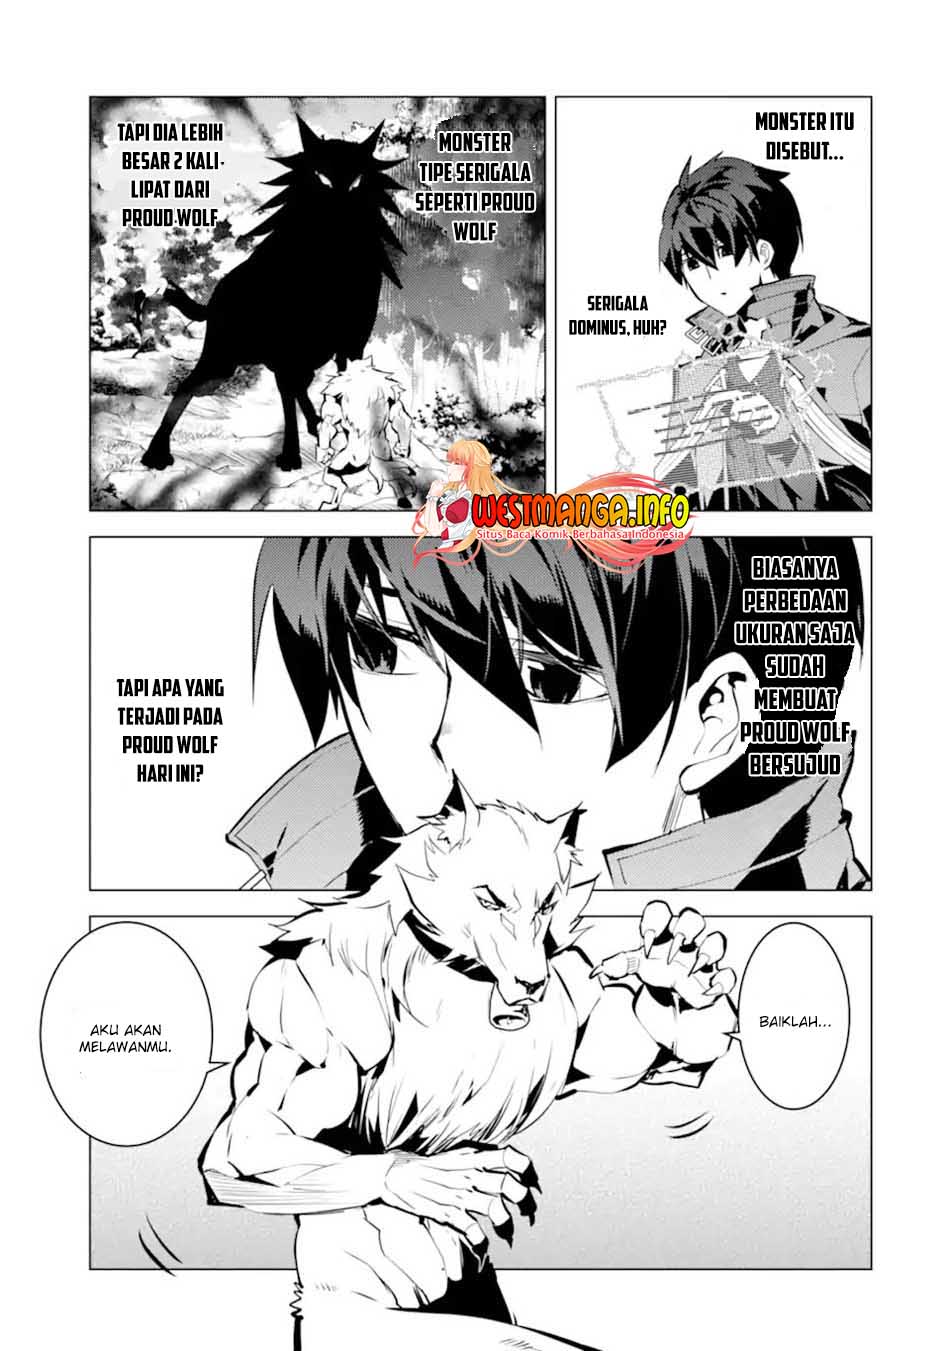 MONSTER ITU
DISEBUT...
SERIGALA
DOMINUS, HUH?
MONSTER
TIPE SERIGALA
SEPERTI PROUD
WOLF
TAPI DIA LEBIH
BESAR 2 KALI
LIPAT DARI
PROUD WOLF
WESTMANGA.INFO
Situs Baca Komik Berbahasa Indonesia
BIASANYA
PERBEDAAN
UKURAN SAJA
SUDAH
MEMBUAT
PROUD WOLF
BERSUJUD
TAPI APA YANG
TERJADI PADA
PROUD WOLF
HARI INI?
BAIKLAH...
AKU AKAN
MELAWANMU.